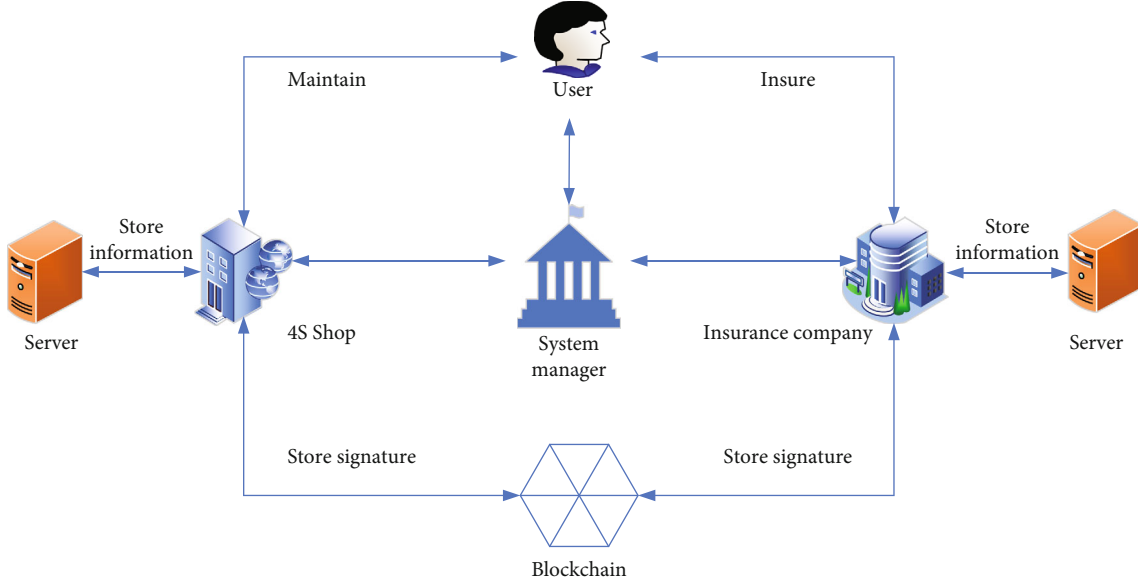 Maintain
User
Insure
Store
information
Store
information
Server
4S Shop
System
manager
Insurance company
Server
Store signature
Store signature
Blockchain